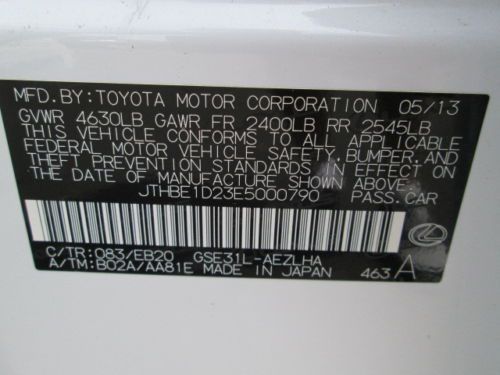 MFD.BY:TOYOTA MOTOR CORPORATION 05/13
GVWR 4630LB GAWR FR 2400LB RR 2545LB
THIS VEHICLE CONFORMS TO ALL APPLICABLE
FEDERAL MOTOR VEHICLE SAFETY,BUMPER,AND
THEFT PREVENTION STANDARDS IN EFFECT ON
THE DATE OF MANUFACTURE SHOWN ABOVE.
JTHBE1D23E5000790 PASS.CAR
C/TR:083/EB20 GSE31L-AEZLHA
A/TM:B02A/AA81E MADE IN JAPAN 463 A